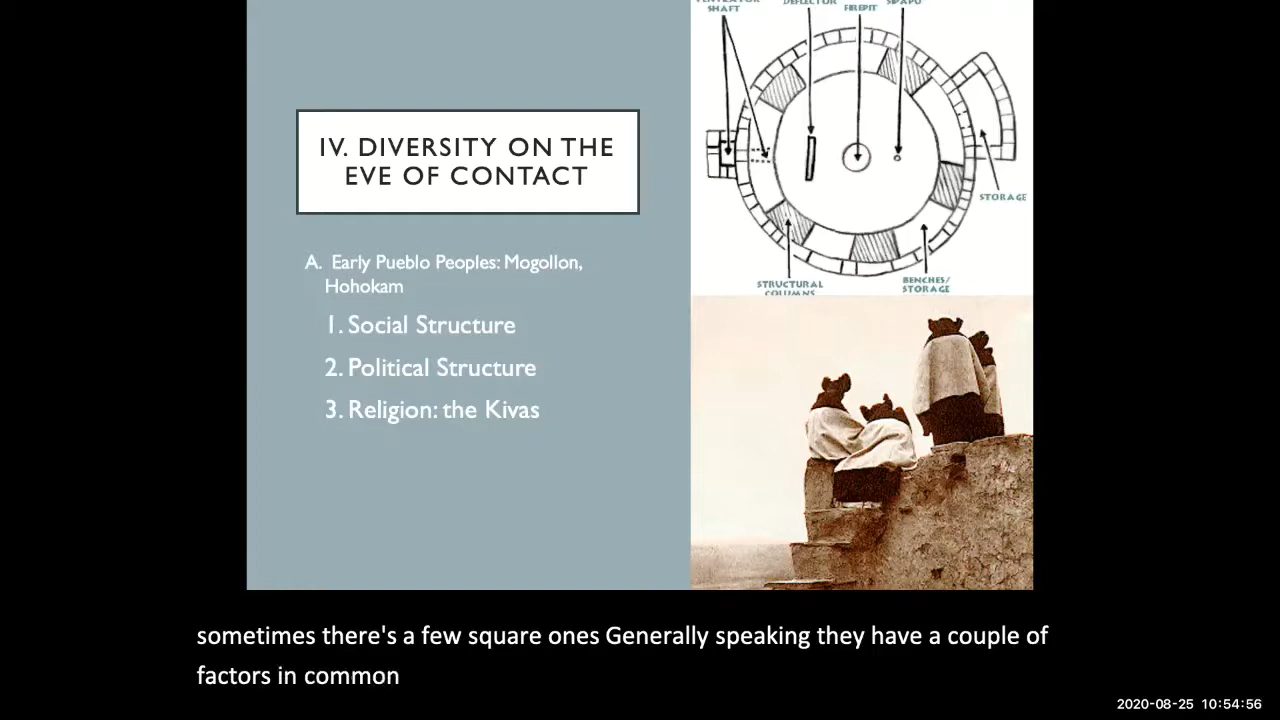 SHAFT
DEFLECTOR
FIREPIT
SIPAPU
IV. DIVERSITY ON THE
EVE OF CONTACT
STORAGE
A. Early Pueblo Peoples: Mogollon,
Hohokam
STRUCTURAL
COLUMNS
BENCHES/
STORAGE
1. Social Structure
2. Political Structure
3. Religion: the Kivas
sometimes there's a few square ones Generally speaking they have a couple of
factors in common
2020-08-25 10:54:56